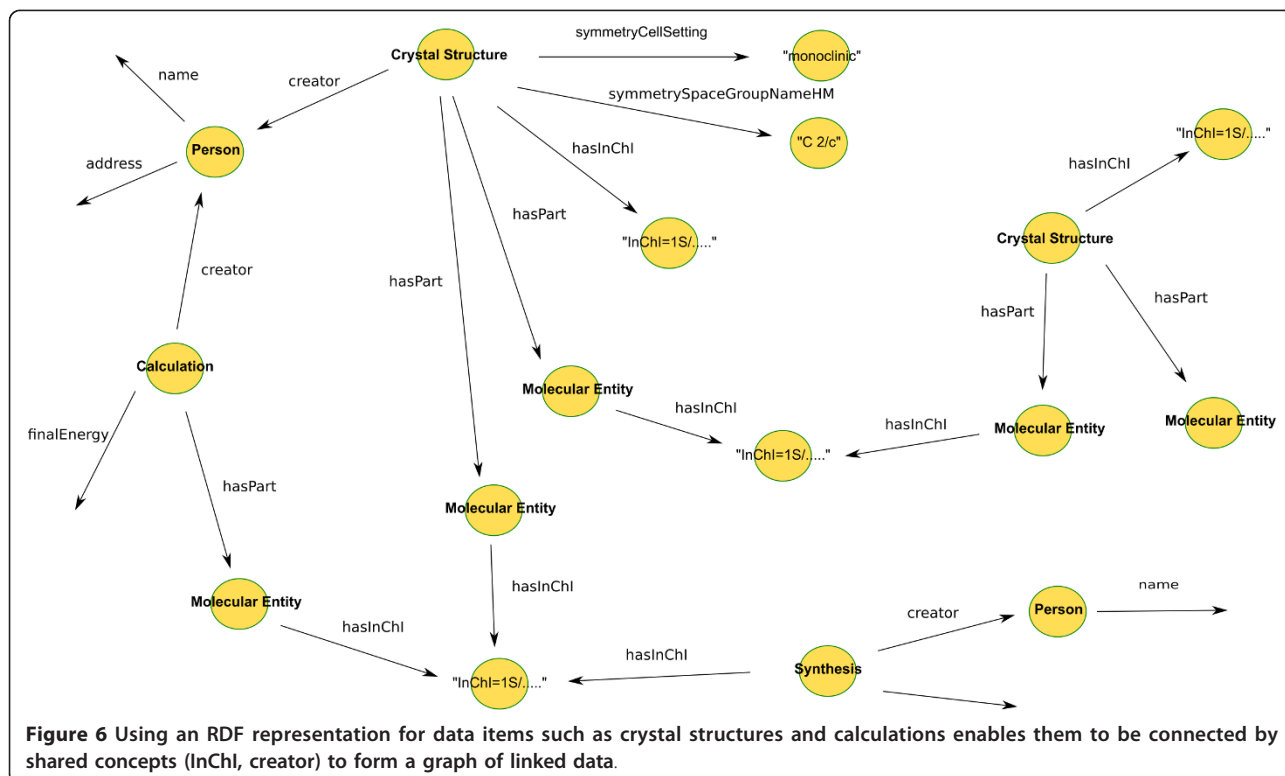 symmetryCellSetting
Crystal Structure
"monoclinic"
name
creator
symmetrySpaceGroupNameHM
"InChI=1S/....."
Person
"C 2/c"
hasInChI
hasInChI
address
hasPart
"InChI=1S/....."
Crystal Structure
creator
hasPart
hasPart
hasPart
Calculation
Molecular Entity
hasInChI
finalEnergy
hasInChI
Molecular Entity
Molecular Entity
"InChI=1S/....."
hasPart
Molecular Entity
hasInChI
name
Molecular Entity
creator
Person
hasInChI
hasInChI
Synthesis
"InChI=1S/....."
Figure 6 Using an RDF representation for data items such as crystal structures and calculations enables them to be connected by
shared concepts (InChI, creator) to form a graph of linked data.